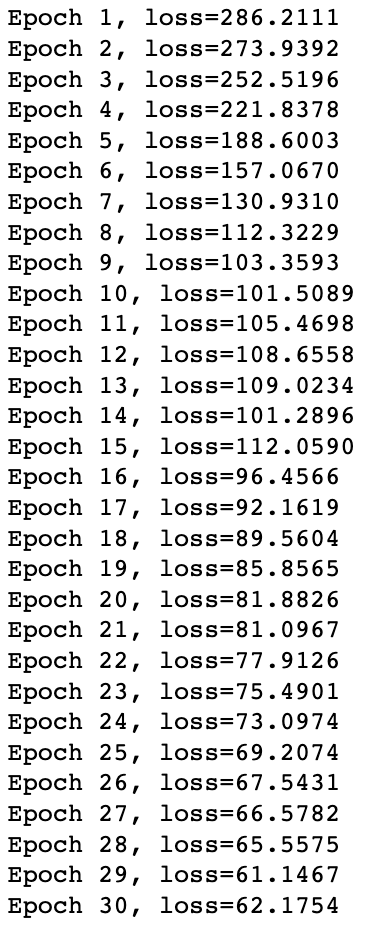 Epoch 1, loss=286.2111
Epoch 2, loss=273.9392
Epoch 3, loss=252.5196
Epoch 4, loss=221.8378
Epoch 5, loss=188.6003
Epoch 6, loss=157.0670
Epoch 7, loss=130.9310
Epoch 8, loss=112.3229
Epoch 9, loss=103.3593
Epoch 10, loss=101.5089
Epoch 11, loss=105.4698
Epoch 12, loss=108.6558
Epoch 13, loss=109.0234
Epoch 14, loss=101.2896
Epoch 15, loss=112.0590
Epoch 16, loss=96.4566
Epoch 17, loss=92.1619
Epoch 18, loss=89.5604
Epoch 19, loss=85.8565
Epoch 20, loss=81.8826
Epoch 21, loss=81.0967
Epoch 22, loss=77.9126
Epoch 23, loss=75.4901
Epoch 24, loss=73.0974
Epoch 25, loss=69.2074
Epoch 26, loss=67.5431
Epoch 27, loss=66.5782
Epoch 28, loss=65.5575
Epoch 29, loss=61.1467
Epoch 30, loss=62.1754